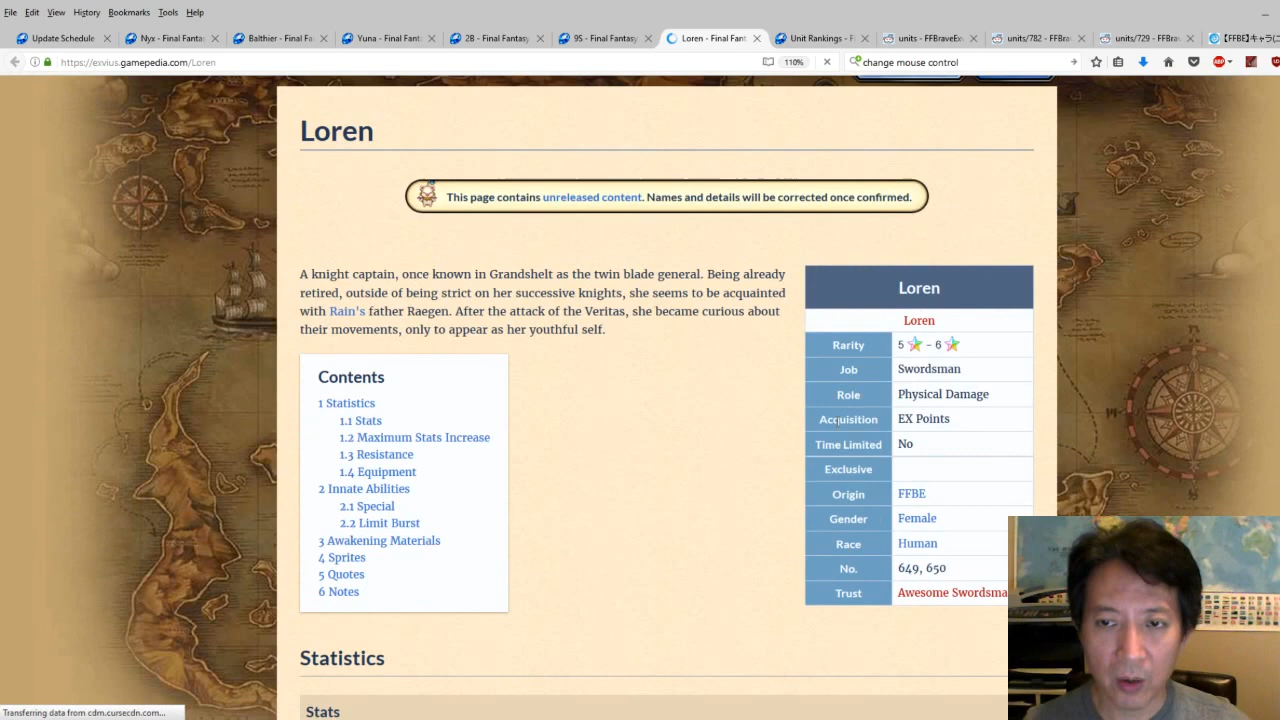 File Edit View History Bookmarks Tools Help
Update Schedule Nyx - Final Fantas Balthier - Final Fa Yuna - Final Fant 2B - Final Fantasy 9S - Final Fantasy Loren - Final Fant Unit Rankings - F units - FFBraveEx units/782 - FFBra units/729 - FFBra 【FFBE】キャラに
https://exvius.gamepedia.com/Loren 110% change mouse control
Loren
This page contains unreleased content. Names and details will be corrected once confirmed.
A knight captain, once known in Grandshelt as the twin blade general. Being already
retired, outside of being strict on her successive knights, she seems to be acquainted
with Rain's father Raegen. After the attack of the Veritas, she became curious about
their movements, only to appear as her youthful self.
Contents
1 Statistics
1.1 Stats
1.2 Maximum Stats Increase
1.3 Resistance
1.4 Equipment
2 Innate Abilities
2.1 Special
2.2 Limit Burst
3 Awakening Materials
4 Sprites
5 Quotes
6 Notes
Loren
Loren
Rarity 5 – 6
Job Swordsman
Role Physical Damage
Acquisition EX Points
Time Limited No
Exclusive
Origin FFBE
Gender Female
Race Human
No. 649, 650
Trust Awesome Swordsma
Statistics
Stats
Transferring data from cdm.cursecdn.com...